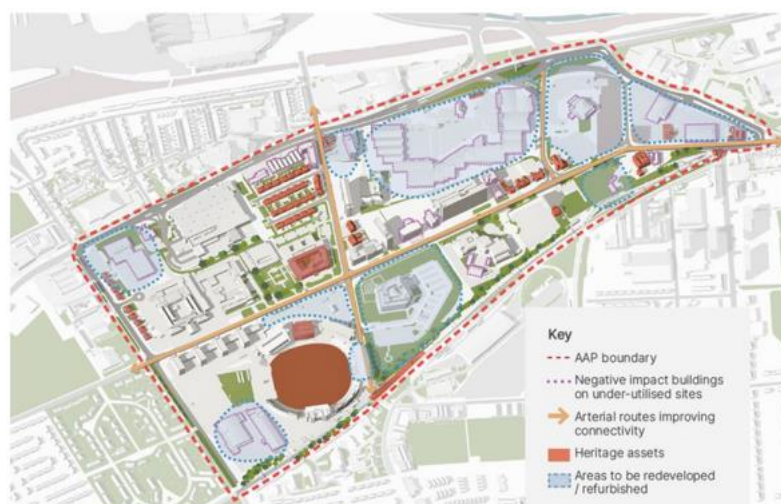 Key
AAP boundary
Negative impact buildings
on under-utilised sites
Arterial routes improving
connectivity
Heritage assets
Areas to be redeveloped
/ refurbished